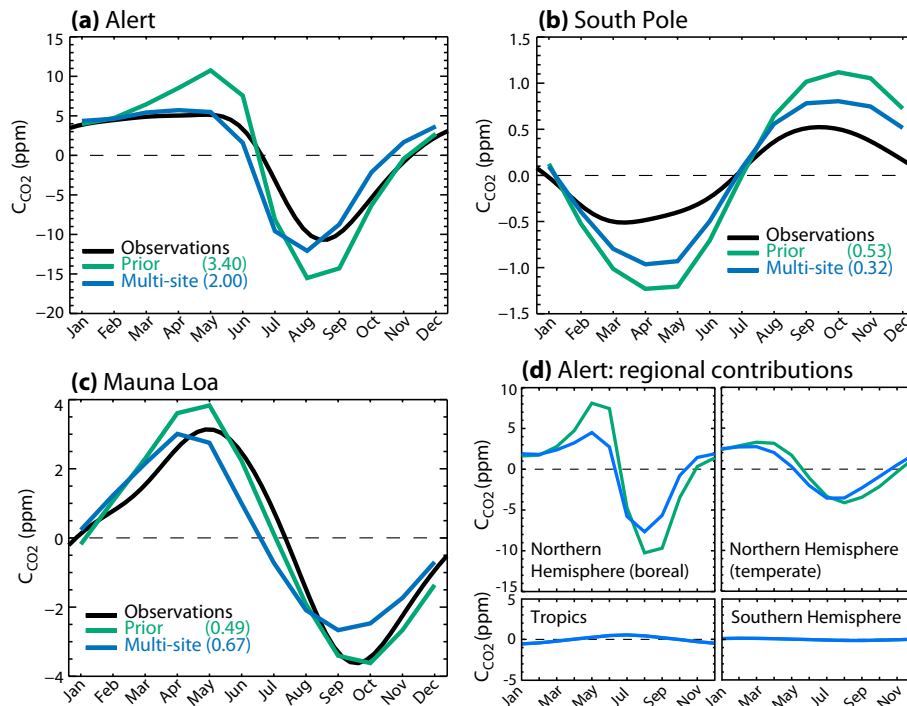 (a) Alert
20
15
10
5
0
−5
−10
−15
−20
C_CO2 (ppm)
Observations
Prior (3.40)
Multi-site (2.00)
Jan Feb Mar Apr May Jun Jul Aug Sep Oct Nov Dec
(b) South Pole
1.5
1.0
0.5
0.0
−0.5
−1.0
−1.5
C_CO2 (ppm)
Observations
Prior (0.53)
Multi-site (0.32)
Jan Feb Mar Apr May Jun Jul Aug Sep Oct Nov Dec
(c) Mauna Loa
4
2
0
−2
−4
C_CO2 (ppm)
Observations
Prior (0.49)
Multi-site (0.67)
Jan Feb Mar Apr May Jun Jul Aug Sep Oct Nov Dec
(d) Alert: regional contributions
10
5
0
-5
-10
-15
C_CO2 (ppm)
Northern
Hemisphere (boreal)
Northern Hemisphere
(temperate)
5
0
-5
C_CO2 (ppm)
Tropics
Southern Hemisphere
Jan Mar May Jul Sep Nov Jan Mar May Jul Sep Nov